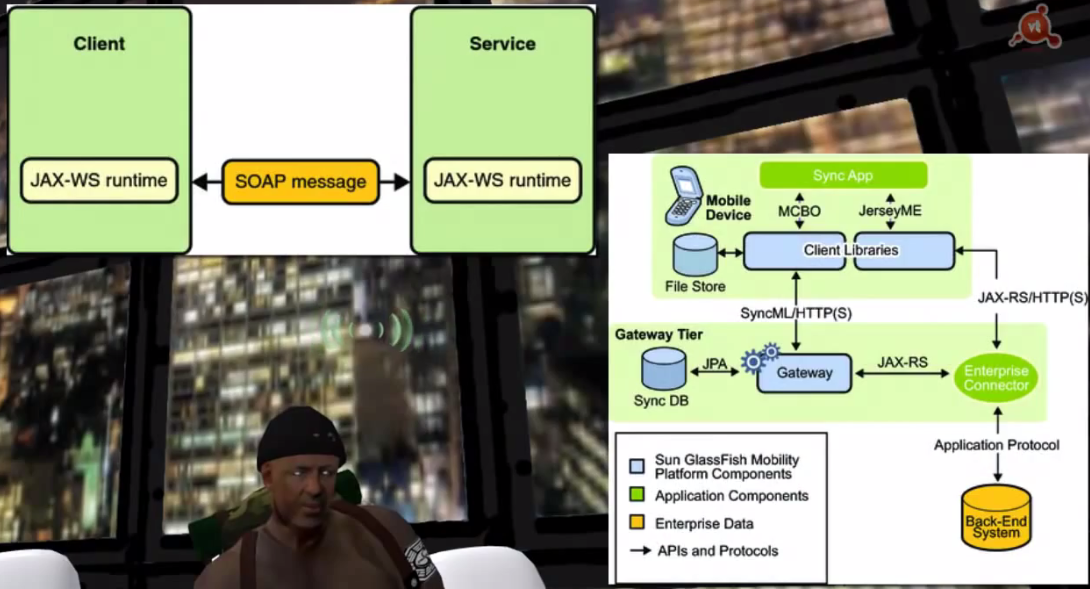 Client
Service
JAX-WS runtime
SOAP message
JAX-WS runtime
Sync App
Mobile
Device
MCBO
JerseyME
Client Libraries
File Store
JAX-RS/HTTP(S)
SyncML/HTTP(S)
Gateway Tier
JPA
Gateway
JAX-RS
Enterprise
Connector
Sync DB
Application Protocol
Sun GlassFish Mobility
Platform Components
Application Components
Enterprise Data
APIs and Protocols
Back-End
System